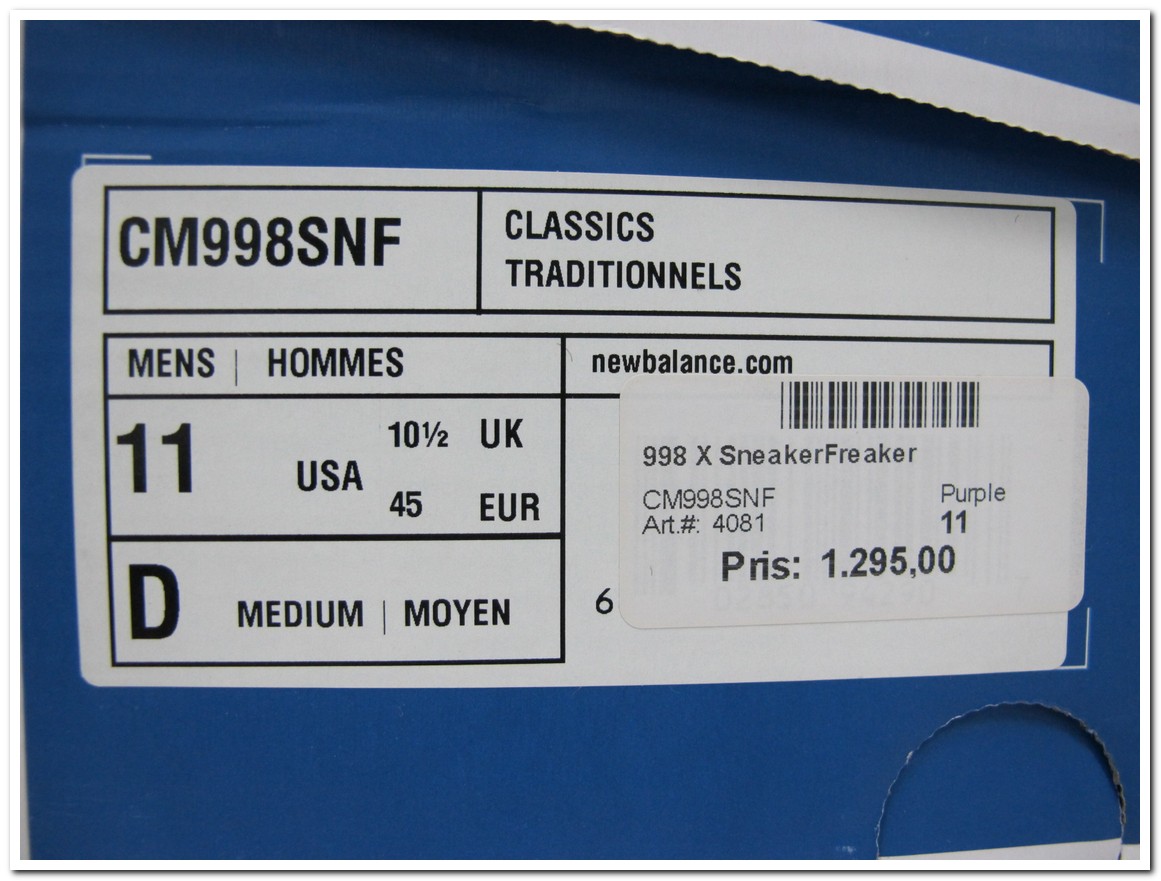 CM998SNF
CLASSICS
TRADITIONNELS
MENS | HOMMES
newbalance.com
11 USA
10½ UK
45 EUR
D MEDIUM | MOYEN
6
998 X SneakerFreaker
CM998SNF Purple
Art.#: 4081 11
Pris: 1.295,00